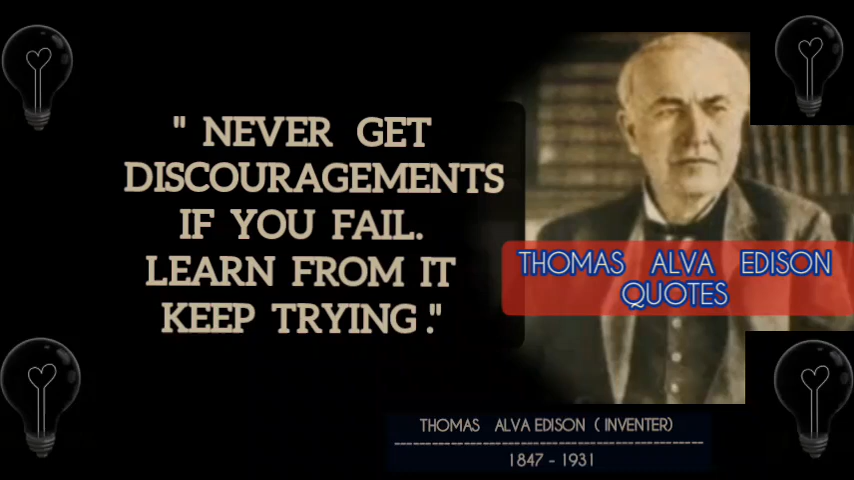 " NEVER GET
DISCOURAGEMENTS
IF YOU FAIL.
LEARN FROM IT
KEEP TRYING ."
THOMAS ALVA EDISON
QUOTES
THOMAS ALVA EDISON ( INVENTER)
1847 - 1931